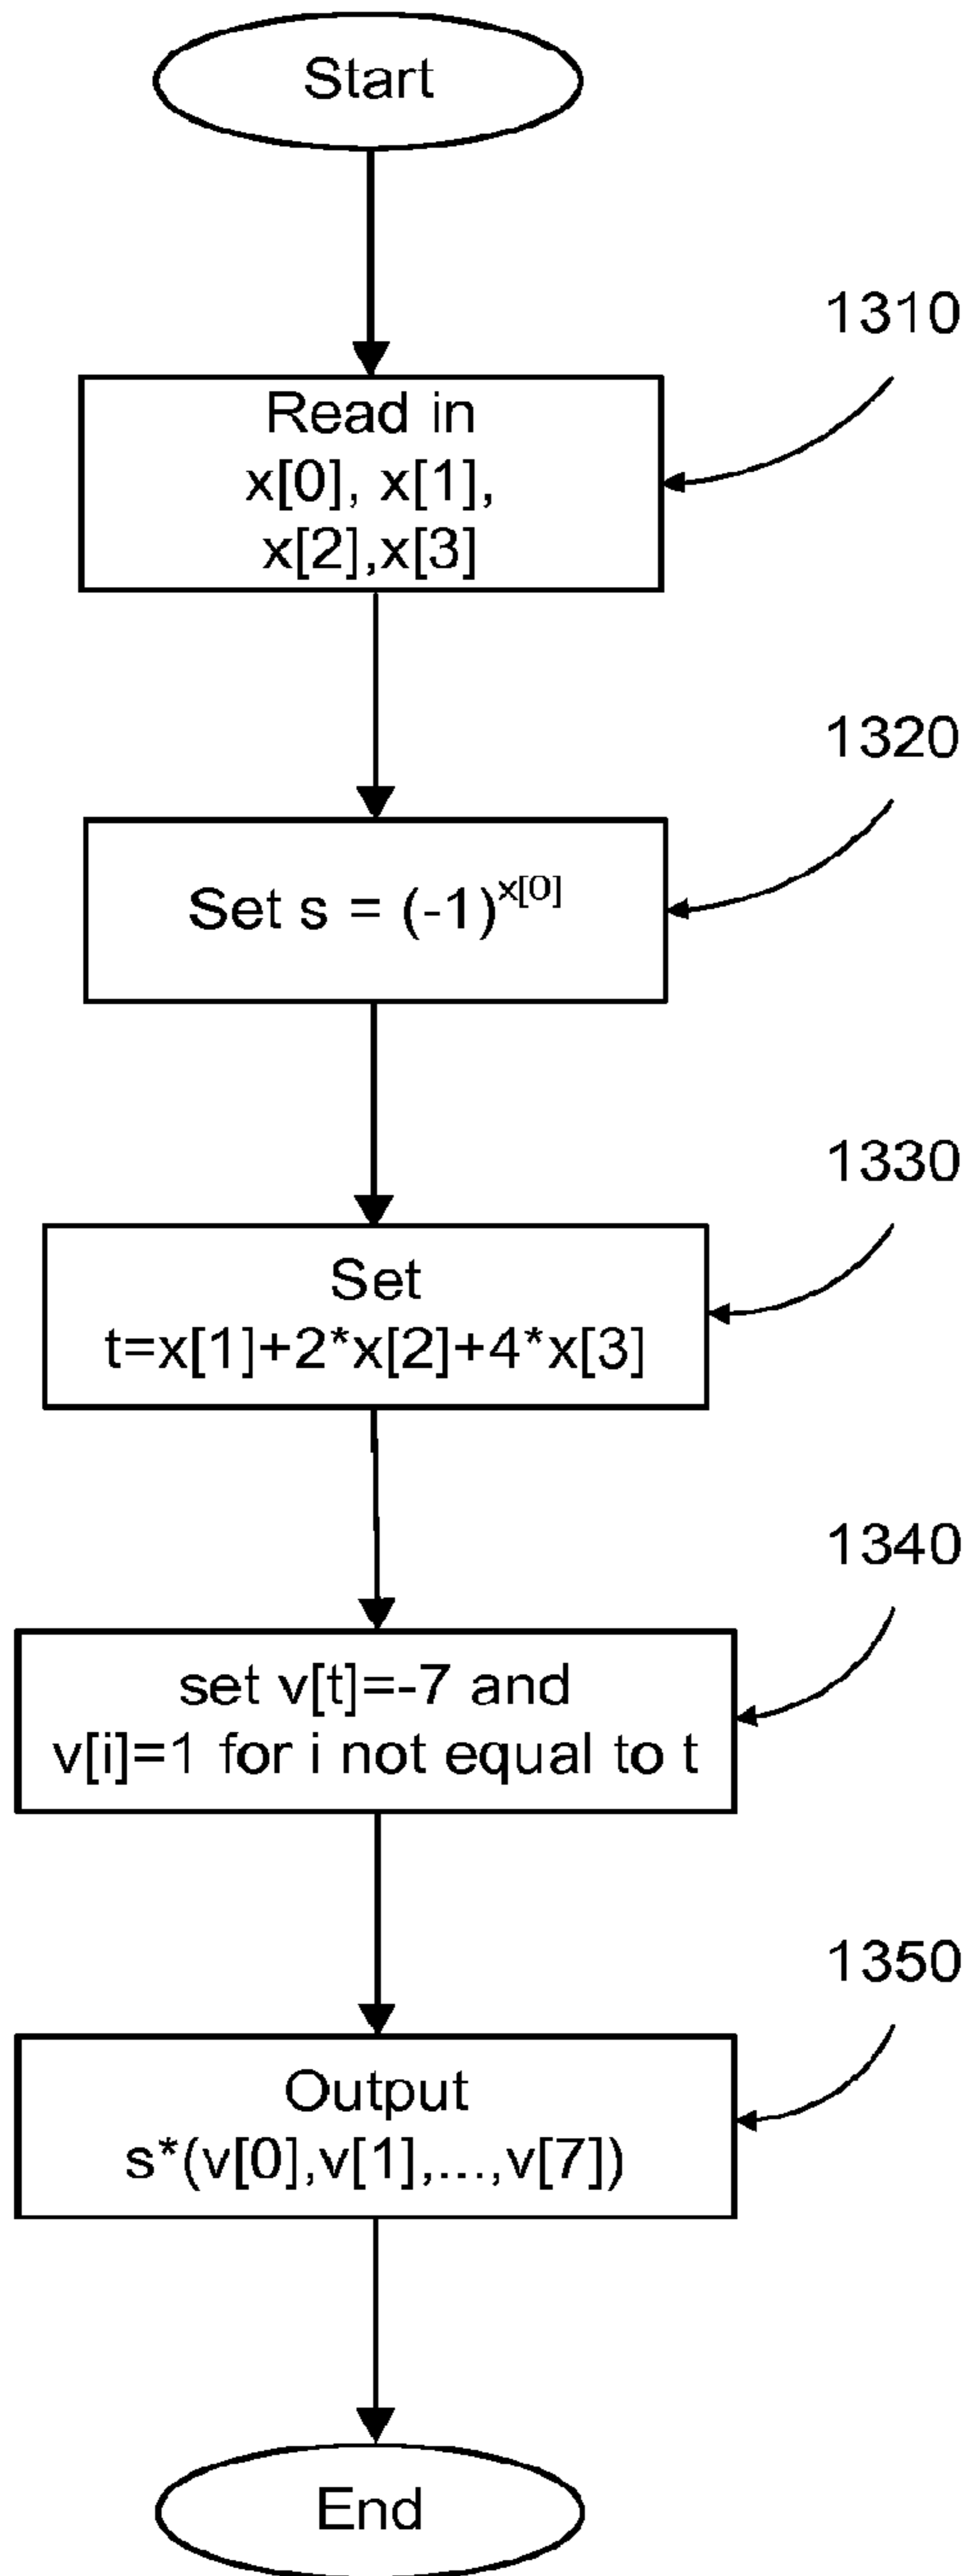 Start
1310
Read in
x[0], x[1],
x[2],x[3]
1320
Set s = (-1)^x[0]
1330
Set
t=x[1]+2*x[2]+4*x[3]
1340
set v[t]=-7 and
v[i]=1 for i not equal to t
1350
Output
s*(v[0],v[1],...,v[7])
End